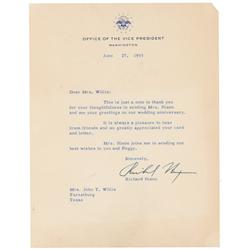 OFFICE OF THE VICE PRESIDENT
WASHINGTON
June 27, 1955
Dear Mrs. Willis:
This is just a note to thank you
for your thoughtfulness in sending Mrs. Nixon
and me your greetings on our wedding anniversary.
It is always a pleasure to hear
from friends and we greatly appreciated your card
and letter.
Mrs. Nixon joins me in sending our
best wishes to you and Peggy.
Sincerely,
Richard Nixon
Richard Nixon
Mrs. John T. Willis
Texas